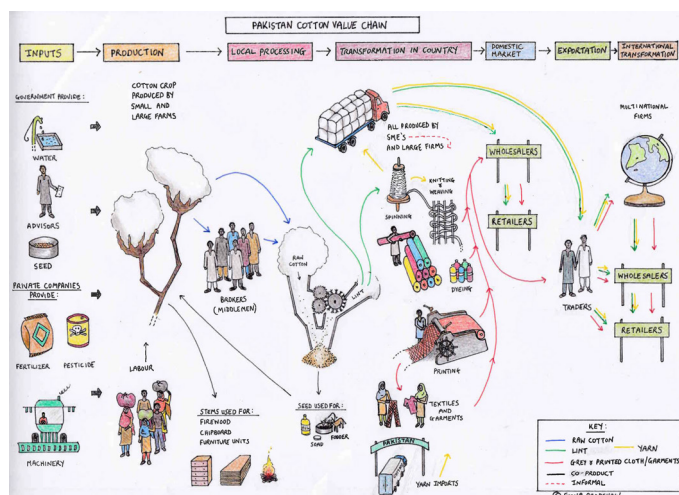 PAKISTAN COTTON VALUE CHAIN
INPUTS
PRODUCTION
LOCAL PROCESSING
TRANSFORMATION IN COUNTRY
DOMESTIC
MARKET
EXPORTATION
INTERNATIONAL
TRANSFORMATION
GOVERNMENT PROVIDE:
WATER
ADVISORS
SEED
PRIVATE COMPANIES
PROVIDE:
FERTILIZER
PESTICIDE
MACHINERY
COTTON CROP
PRODUCED BY
SMALL AND
LARGE FARMS
LABOUR
BROKERS
(MIDDLEMEN)
STEMS USED FOR:
FIREWOOD
CHIPBOARD
FURNITURE UNITS
RAW
COTTON
LINT
SEED USED FOR:
FODDER
SOAP
ALL PRODUCED BY
SME'S
AND LARGE FIRMS
SPINNING
KNITTING
&
WEAVING
DYEING
PRINTING
TEXTILES
AND
GARMENTS
PAKISTAN
YARN IMPORTS
WHOLESALERS
RETAILERS
TRADERS
MULTINATIONAL
FIRMS
WHOLESALERS
RETAILERS
KEY:
RAW COTTON
LINT
YARN
GREY & PRINTED CLOTH/GARMENTS
CO-PRODUCT
INFORMAL